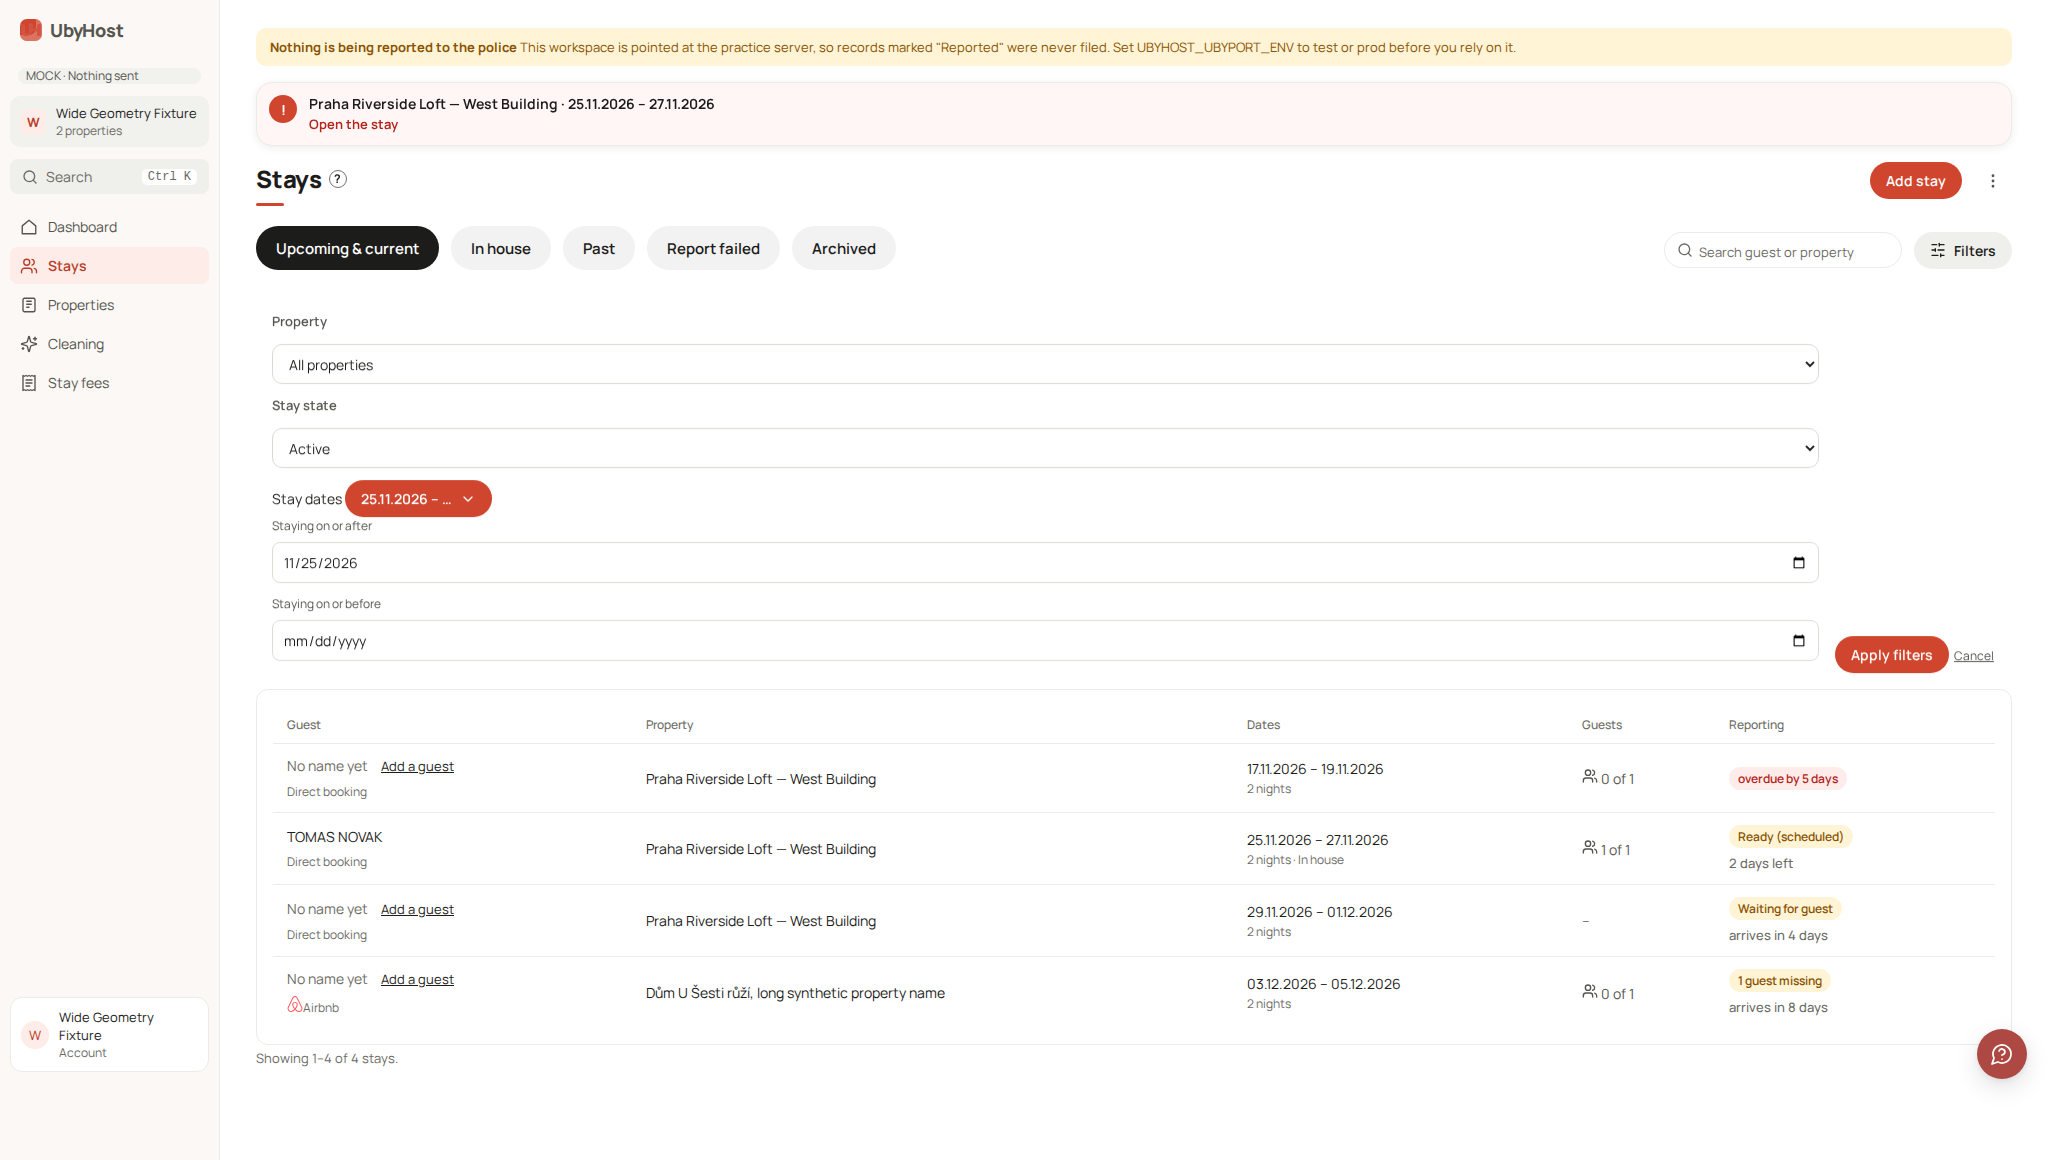 UbyHost
MOCK · Nothing sent
W
Wide Geometry Fixture
2 properties
Search
Ctrl K
Dashboard
Stays
Properties
Cleaning
Stay fees
W
Wide Geometry
Fixture
Account
Nothing is being reported to the police This workspace is pointed at the practice server, so records marked "Reported" were never filed. Set UBYHOST_UBYPORT_ENV to test or prod before you rely on it.
!
Praha Riverside Loft — West Building · 25.11.2026 – 27.11.2026
Open the stay
Stays ?
Add stay
Upcoming & current
In house
Past
Report failed
Archived
Search guest or property
Filters
Property
All properties
Stay state
Active
Stay dates 25.11.2026 – ...
Staying on or after
11/25/2026
Staying on or before
mm/dd/yyyy
Apply filters Cancel
Guest Property Dates Guests Reporting
No name yet Add a guest
Direct booking
Praha Riverside Loft — West Building
17.11.2026 – 19.11.2026
2 nights
0 of 1
overdue by 5 days
TOMAS NOVAK
Direct booking
Praha Riverside Loft — West Building
25.11.2026 – 27.11.2026
2 nights · In house
1 of 1
Ready (scheduled)
2 days left
No name yet Add a guest
Direct booking
Praha Riverside Loft — West Building
29.11.2026 – 01.12.2026
2 nights
–
Waiting for guest
arrives in 4 days
No name yet Add a guest
Airbnb
Dům U Šesti růží, long synthetic property name
03.12.2026 – 05.12.2026
2 nights
0 of 1
1 guest missing
arrives in 8 days
Showing 1–4 of 4 stays.